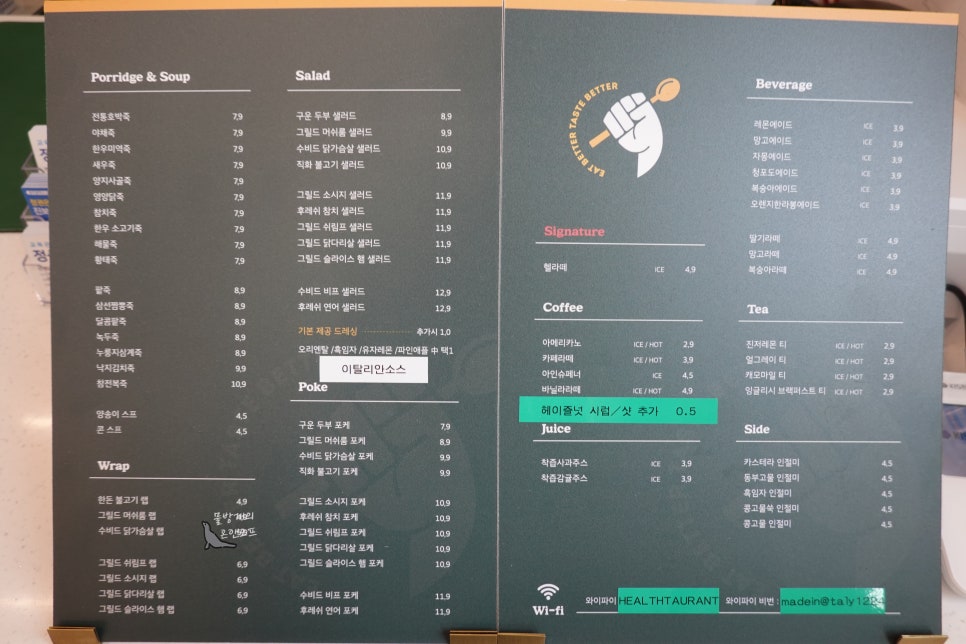 Porridge & Soup
전통호박죽 7,9
야채죽 7,9
한우미역죽 7,9
새우죽 7,9
양지사골죽 7,9
영양닭죽 7,9
참치죽 7,9
한우 소고기죽 7,9
해물죽 7,9
황태죽 7,9
팥죽 8,9
삼선짬뽕죽 8,9
달콤팥죽 8,9
녹두죽 8,9
누룽지삼계죽 8,9
낙지김치죽 9,9
참전복죽 10,9
양송이 스프 4,5
콘 스프 4,5
Wrap
한돈 불고기 랩 4,9
그릴드 머쉬룸 랩
수비드 닭가슴살 랩
그릴드 쉬림프 랩 6,9
그릴드 소시지 랩 6,9
그릴드 닭다리살 랩 6,9
그릴드 슬라이스 햄 랩 6,9
Salad
구운 두부 샐러드 8,9
그릴드 머쉬룸 샐러드 9,9
수비드 닭가슴살 샐러드 10,9
직화 불고기 샐러드 10,9
그릴드 소시지 샐러드 11,9
후레쉬 참치 샐러드 11,9
그릴드 쉬림프 샐러드 11,9
그릴드 닭다리살 샐러드 11,9
그릴드 슬라이스 햄 샐러드 11,9
수비드 비프 샐러드 12,9
후레쉬 연어 샐러드 12,9
기본 제공 드레싱 추가시 1,0
오리엔탈 /흑임자 /유자레몬 /파인애플 中 택1
이탈리안소스
Poke
구운 두부 포케 7,9
그릴드 머쉬룸 포케 8,9
수비드 닭가슴살 포케 9,9
직화 불고기 포케 9,9
그릴드 소시지 포케 10,9
후레쉬 참치 포케 10,9
그릴드 쉬림프 포케 10,9
그릴드 닭다리살 포케 10,9
그릴드 슬라이스 햄 포케 10,9
수비드 비프 포케 11,9
후레쉬 연어 포케 11,9
EAT BETTER TASTE BETTER
Signature
헬라떼 ICE 4,9
Coffee
아메리카노 ICE / HOT 2,9
카페라떼 ICE / HOT 3,9
아인슈페너 ICE 4,5
바닐라라떼 ICE / HOT 4,9
헤이즐넛 시럽/샷 추가 0.5
Juice
착즙사과주스 ICE 3,9
착즙감귤주스 ICE 3,9
Beverage
레몬에이드 ICE 3,9
망고에이드 ICE 3,9
자몽에이드 ICE 3,9
청포도에이드 ICE 3,9
복숭아에이드 ICE 3,9
오렌지한라봉에이드 ICE 3,9
딸기라떼 ICE 4,9
망고라떼 ICE 4,9
복숭아라떼 ICE 4,9
Tea
진저레몬 티 ICE / HOT 2,9
얼그레이 티 ICE / HOT 2,9
캐모마일 티 ICE / HOT 2,9
잉글리시 브랙퍼스트 티 ICE / HOT 2,9
Side
카스테라 인절미 4,5
동부고물 인절미 4,5
흑임자 인절미 4,5
콩고물쑥 인절미 4,5
콩고물 인절미 4,5
Wi-fi
와이파이 HEALTHTAURANT 와이파이 비번 :